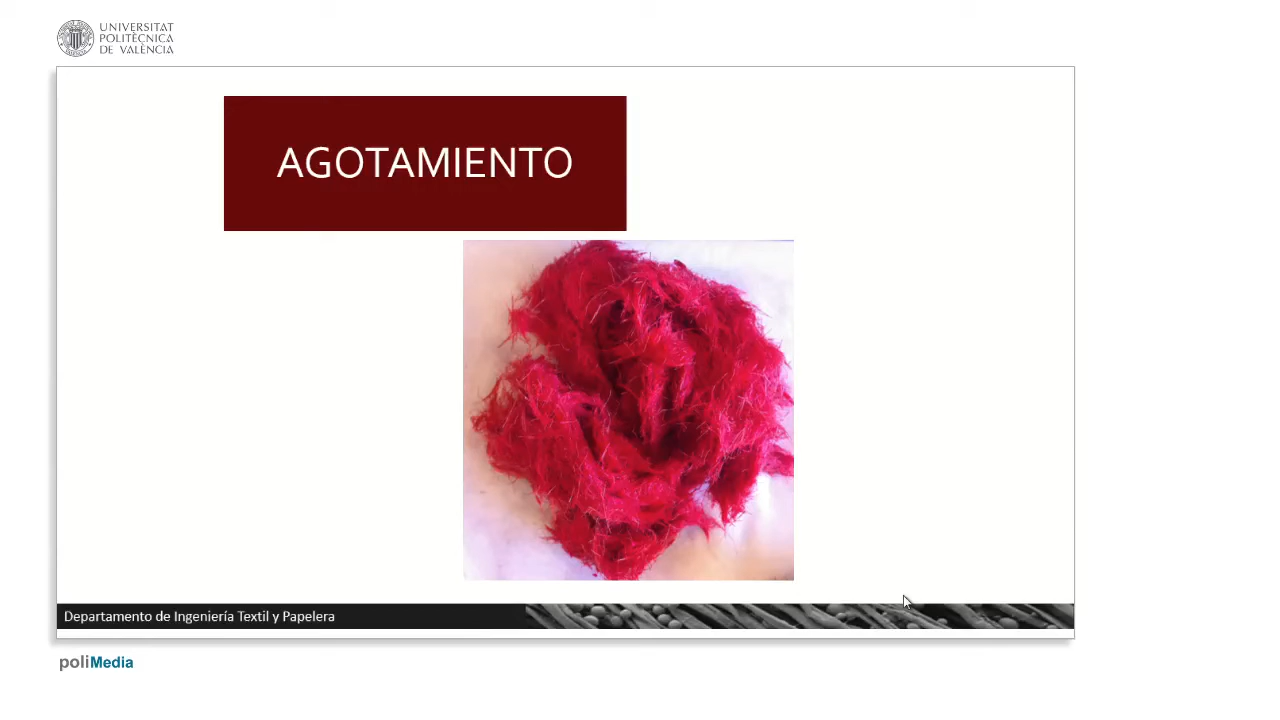 UNIVERSITAT
POLITÈCNICA
DE VALÈNCIA
AGOTAMIENTO
Departamento de Ingeniería Textil y Papelera
poliMedia